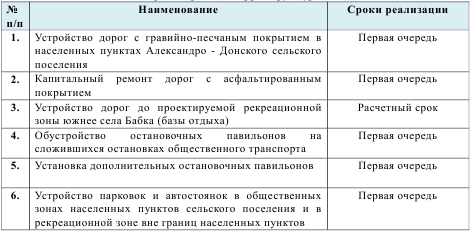 № Наименование Сроки реализации
п/п
1. Устройство дорог с гравийно-песчаным покрытием в Первая очередь
населенных пунктах Александро - Донского сельского
поселения
2. Капитальный ремонт дорог с асфальтированным Первая очередь
покрытием
3. Устройство дорог до проектируемой рекреационной Расчетный срок
зоны южнее села Бабка (базы отдыха)
4. Обустройство остановочных павильонов на Первая очередь
сложившихся остановках общественного транспорта
5. Установка дополнительных остановочных павильонов Первая очередь
6. Устройство парковок и автостоянок в общественных Первая очередь
зонах населенных пунктов сельского поселения и в
рекреационной зоне вне границ населенных пунктов